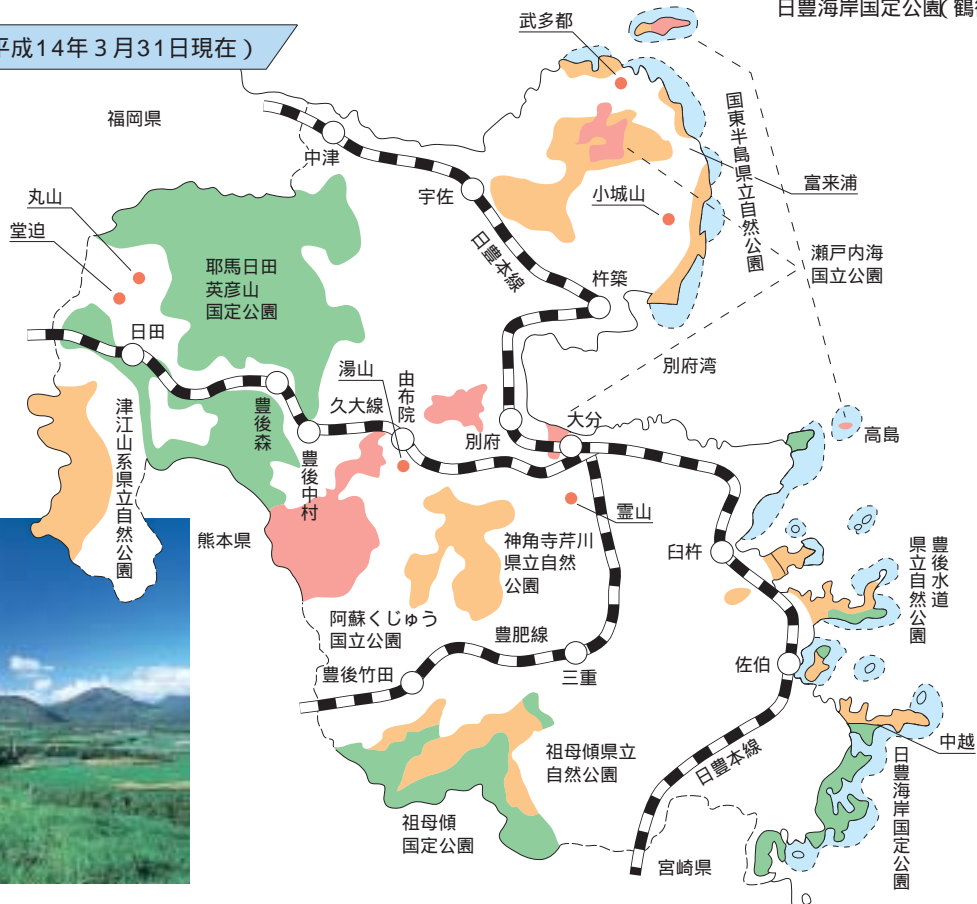 日豊海岸国定公園(鶴
平成14年3月31日現在)
武多都
福岡県
中津
宇佐
日豊本線
小城山
国東半島県立自然公園
富来浦
瀬戸内海
国立公園
丸山
堂迫
耶馬日田
英彦山
国定公園
日田
杵築
別府湾
湯山
由布院
久大線
豊後森
豊後中村
別府
大分
高島
津江山系県立自然公園
熊本県
霊山
神角寺芹川
県立自然
公園
臼杵
豊後水道
県立自然公園
阿蘇くじゅう
国立公園
豊肥線
豊後竹田
三重
佐伯
中越
祖母傾県立
自然公園
日豊本線
日豊海岸国定公園
祖母傾
国定公園
宮崎県